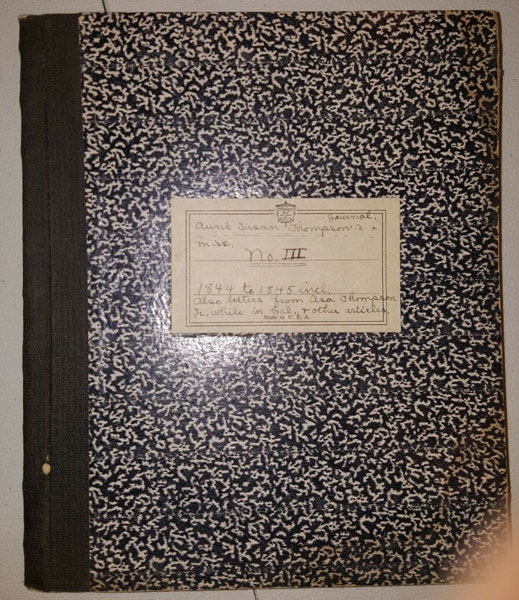 Journal.
Aunt Susan Thompson's &
misc.
No. III
1844 to 1845 incl.
Also letters from Asa Thompson
Jr. while in Cal. & other articles.
Made in U.S.A.